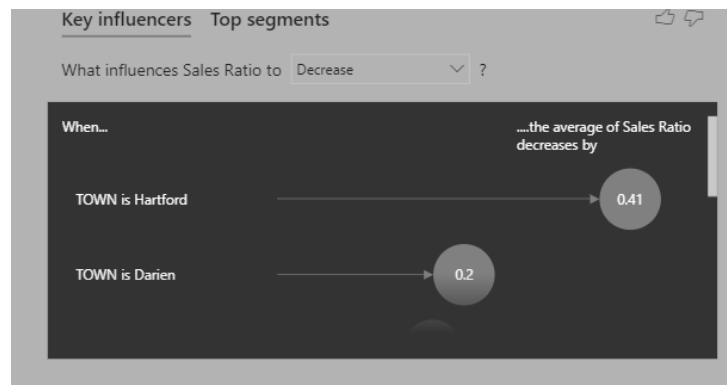 Key influencers Top segments
What influences Sales Ratio to Decrease ?
When...
....the average of Sales Ratio
decreases by
TOWN is Hartford 0.41
TOWN is Darien 0.2